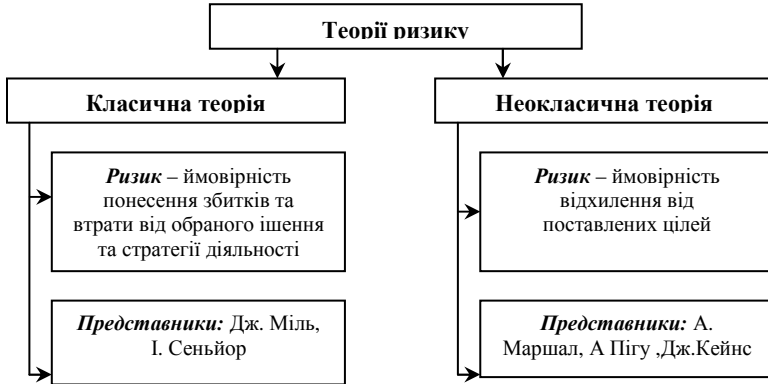 Теорії ризику
Класична теорія
Неокласична теорія
Ризик – ймовірність
понесення збитків та
втрати від обраного ішення
та стратегії діяльності
Ризик – ймовірність
відхилення від
поставлених цілей
Представники: Дж. Міль,
І. Сеньйор
Представники: А.
Маршал, А Пігу ,Дж.Кейнс